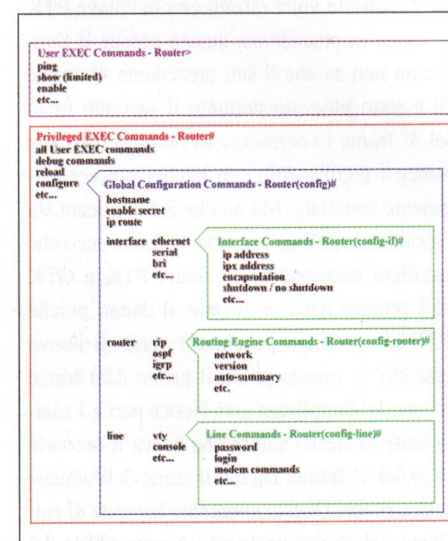 User EXEC Commands - Router>
ping
show (limited)
enable
etc...
Privileged EXEC Commands - Router#
all User EXEC commands
debug commands
reload
configure
etc...
Global Configuration Commands - Router(config)#
hostname
enable secret
ip route
interface ethernet
serial
bri
etc...
Interface Commands - Router(config-if)#
ip address
ipx address
encapsulation
shutdown / no shutdown
etc...
router rip
ospf
igrp
etc...
Routing Engine Commands - Router(config-router)#
network
version
auto-summary
etc.
line vty
console
etc...
Line Commands - Router(config-line)#
password
login
modem commands
etc...